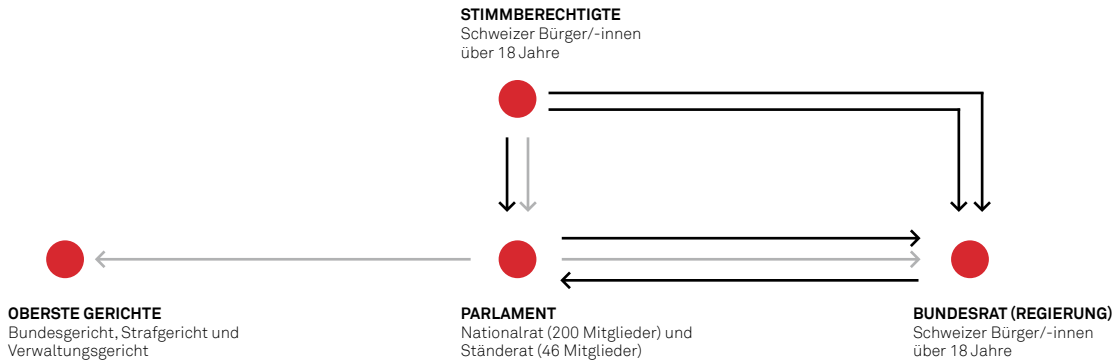 STIMMBERECHTIGTE
Schweizer Bürger/-innen
über 18 Jahre
OBERSTE GERICHTE
Bundesgericht, Strafgericht und
Verwaltungsgericht
PARLAMENT
Nationalrat (200 Mitglieder) und
Ständerat (46 Mitglieder)
BUNDESRAT (REGIERUNG)
Schweizer Bürger/-innen
über 18 Jahre